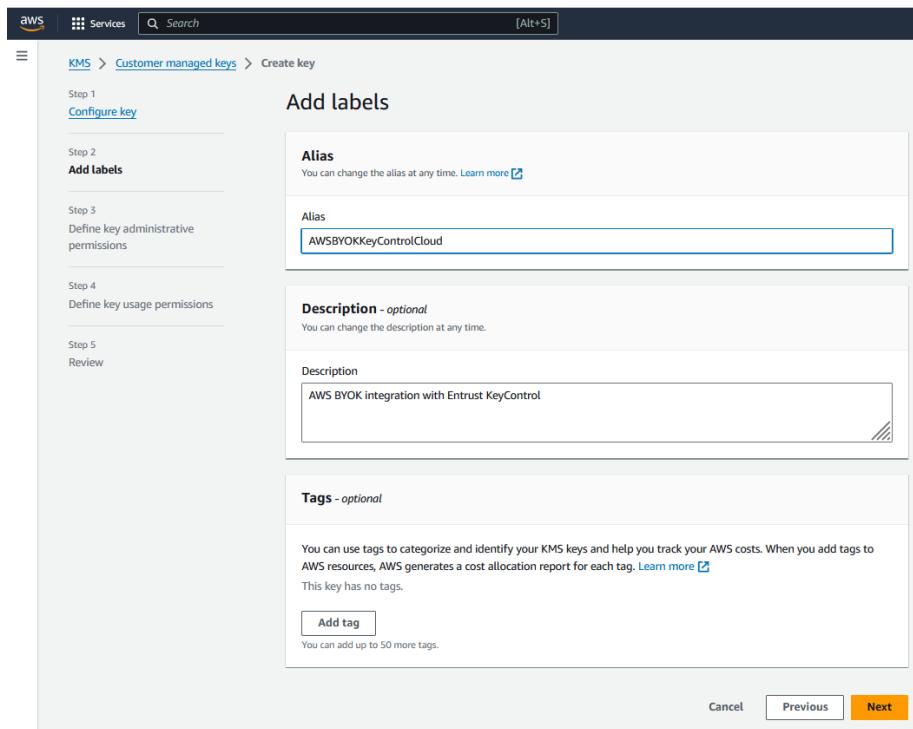 aws
Services
Search
[Alt+S]
KMS > Customer managed keys > Create key
Step 1
Configure key
Step 2
Add labels
Step 3
Define key administrative
permissions
Step 4
Define key usage permissions
Step 5
Review
Add labels
Alias
You can change the alias at any time. Learn more
Alias
AWSBYOKKeyControlCloud
Description - optional
You can change the description at any time.
Description
AWS BYOK integration with Entrust KeyControl
Tags - optional
You can use tags to categorize and identify your KMS keys and help you track your AWS costs. When you add tags to
AWS resources, AWS generates a cost allocation report for each tag. Learn more
This key has no tags.
Add tag
You can add up to 50 more tags.
Cancel
Previous
Next